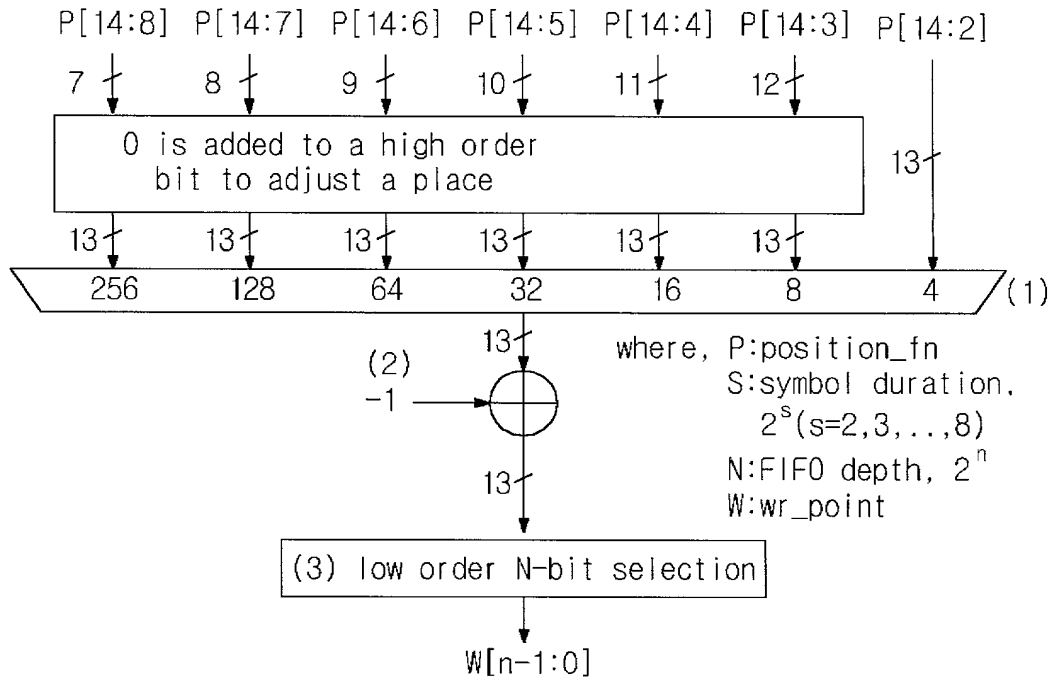 P[14:8] P[14:7] P[14:6] P[14:5] P[14:4] P[14:3] P[14:2]
7 8 9 10 11 12
0 is added to a high order
bit to adjust a place
13
13 13 13 13 13 13
256 128 64 32 16 8 4 (1)
13
(2)
-1
where, P:position_fn
S:symbol duration,
2^s(s=2,3,..,8)
N:FIFO depth, 2^n
W:wr_point
13
(3) low order N-bit selection
W[n-1:0]